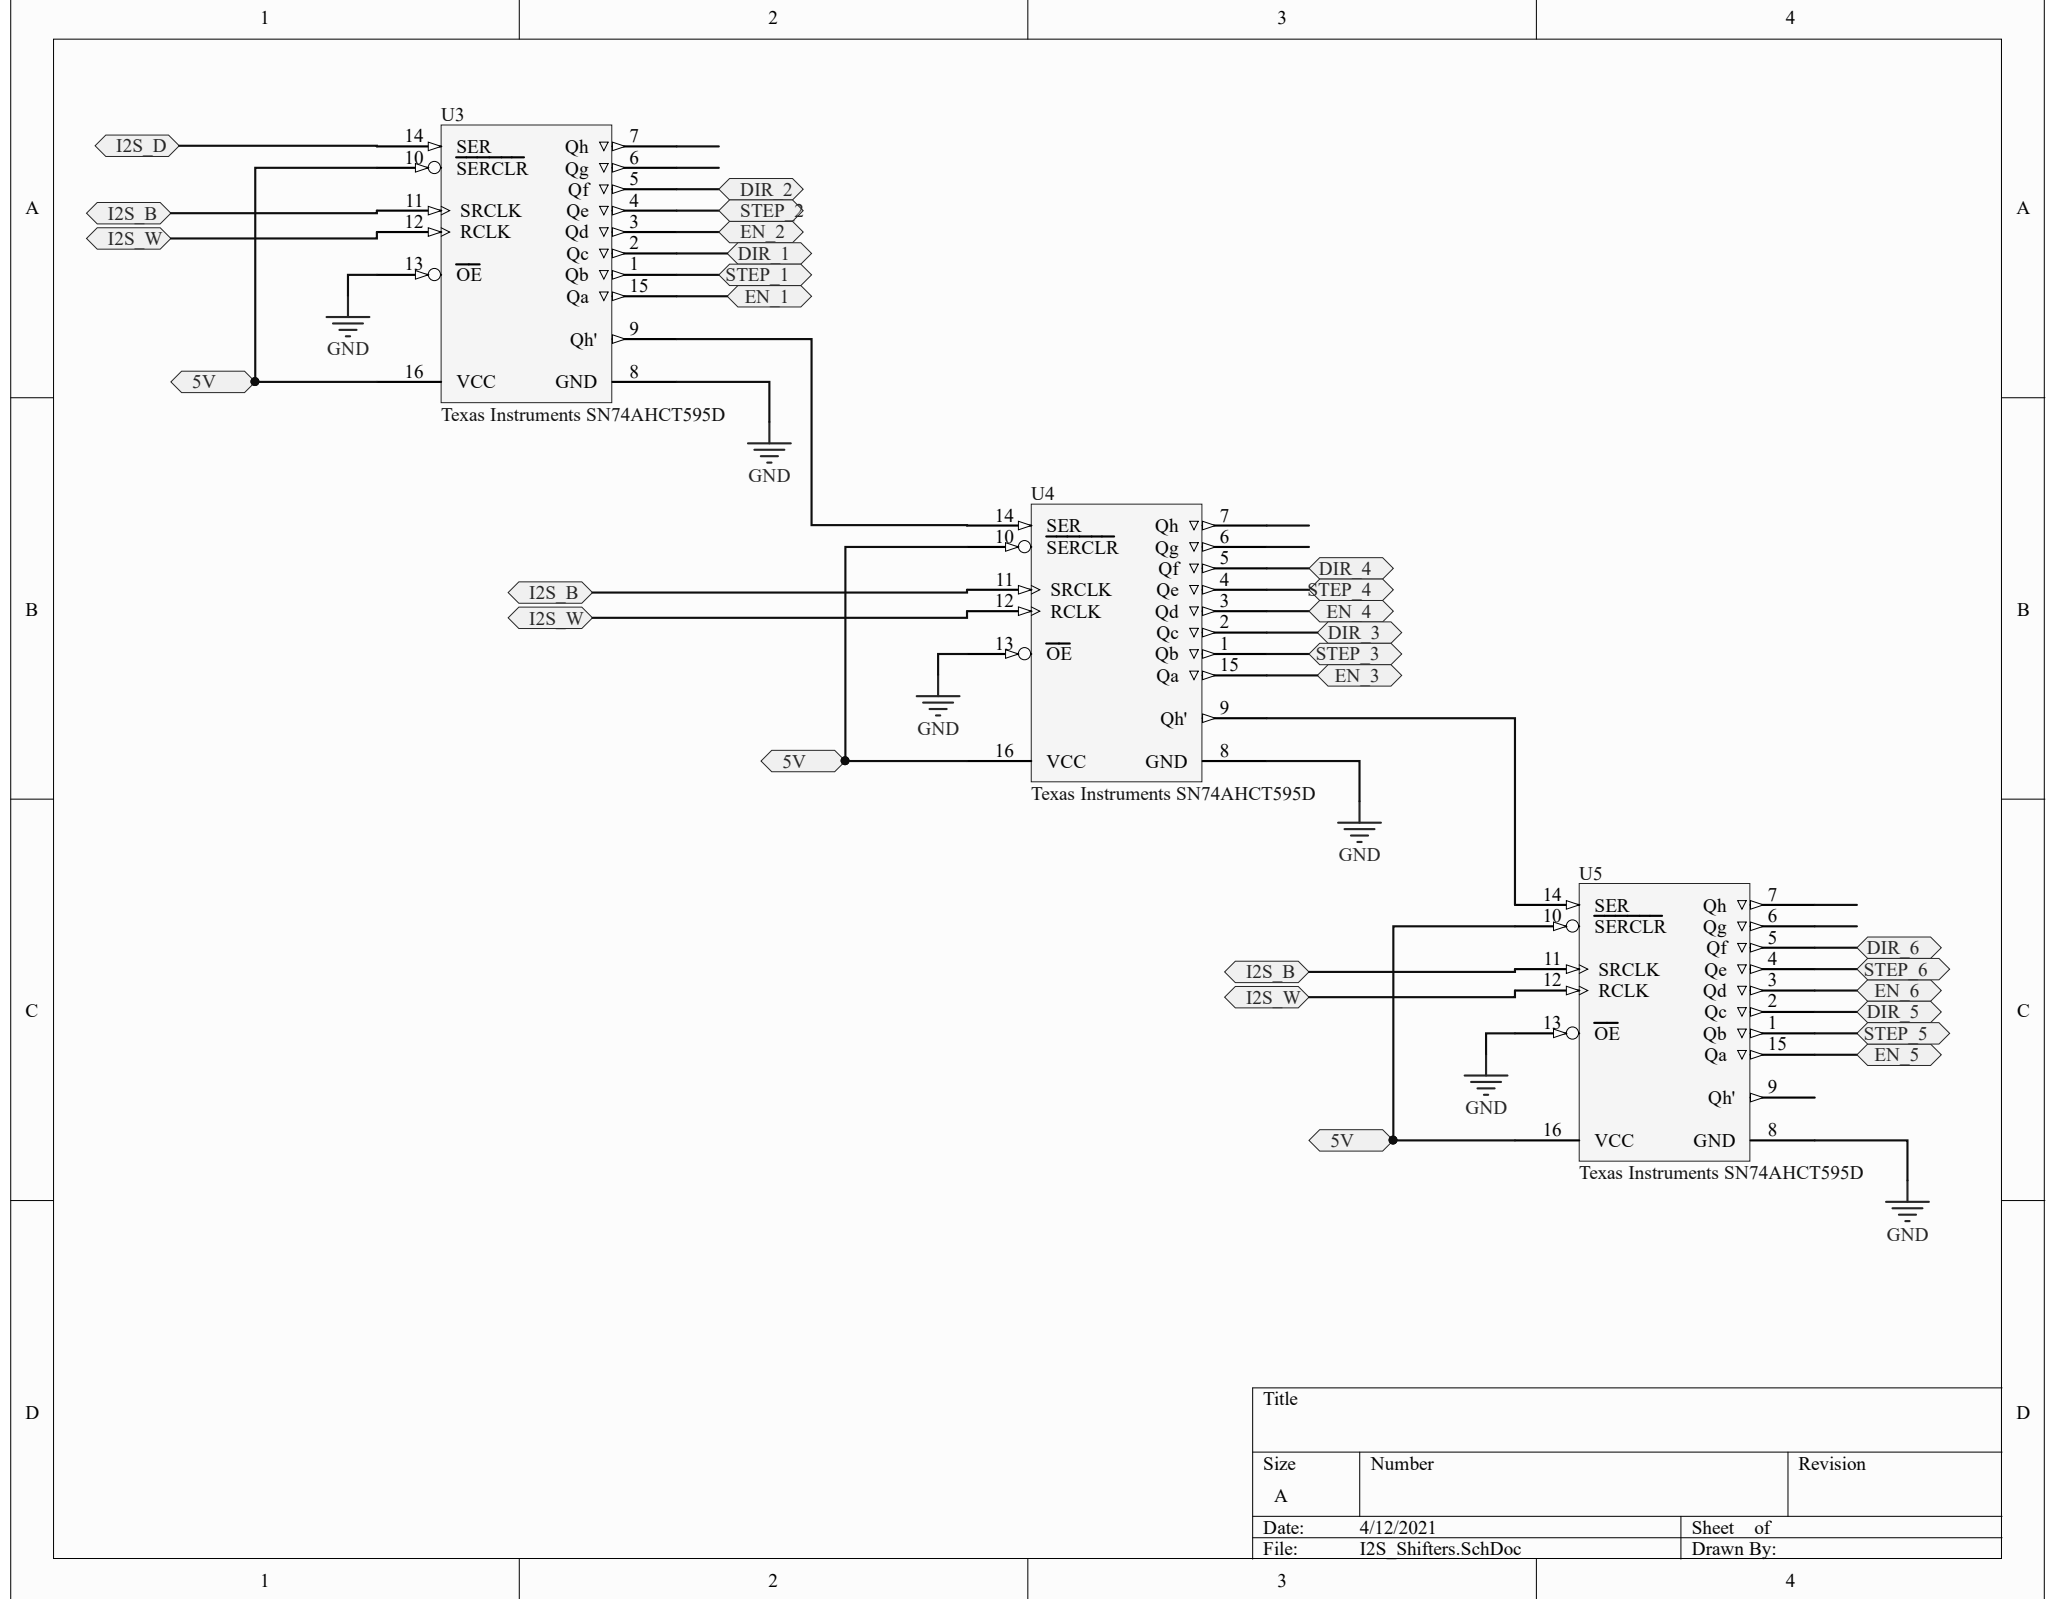 1 2 3 4
A A
B B
C C
D D
U3
I2S_D 14 SER Qh 7
10 SERCLR Qg 6
Qf 5 DIR_2
I2S_B 11 SRCLK Qe 4 STEP_2
I2S_W 12 RCLK Qd 3 EN_2
Qc 2 DIR_1
13 OE Qb 1 STEP_1
Qa 15 EN_1
GND
Qh' 9
5V 16 VCC GND 8
Texas Instruments SN74AHCT595D
GND
U4
14 SER Qh 7
10 SERCLR Qg 6
Qf 5 DIR_4
I2S_B 11 SRCLK Qe 4 STEP_4
I2S_W 12 RCLK Qd 3 EN_4
Qc 2 DIR_3
13 OE Qb 1 STEP_3
Qa 15 EN_3
GND
Qh' 9
5V 16 VCC GND 8
Texas Instruments SN74AHCT595D
GND
U5
14 SER Qh 7
10 SERCLR Qg 6
Qf 5 DIR_6
I2S_B 11 SRCLK Qe 4 STEP_6
I2S_W 12 RCLK Qd 3 EN_6
Qc 2 DIR_5
13 OE Qb 1 STEP_5
Qa 15 EN_5
GND
Qh' 9
5V 16 VCC GND 8
Texas Instruments SN74AHCT595D
GND
Title
Size Number Revision
A
Date: 4/12/2021 Sheet of
File: I2S_Shifters.SchDoc Drawn By:
1 2 3 4